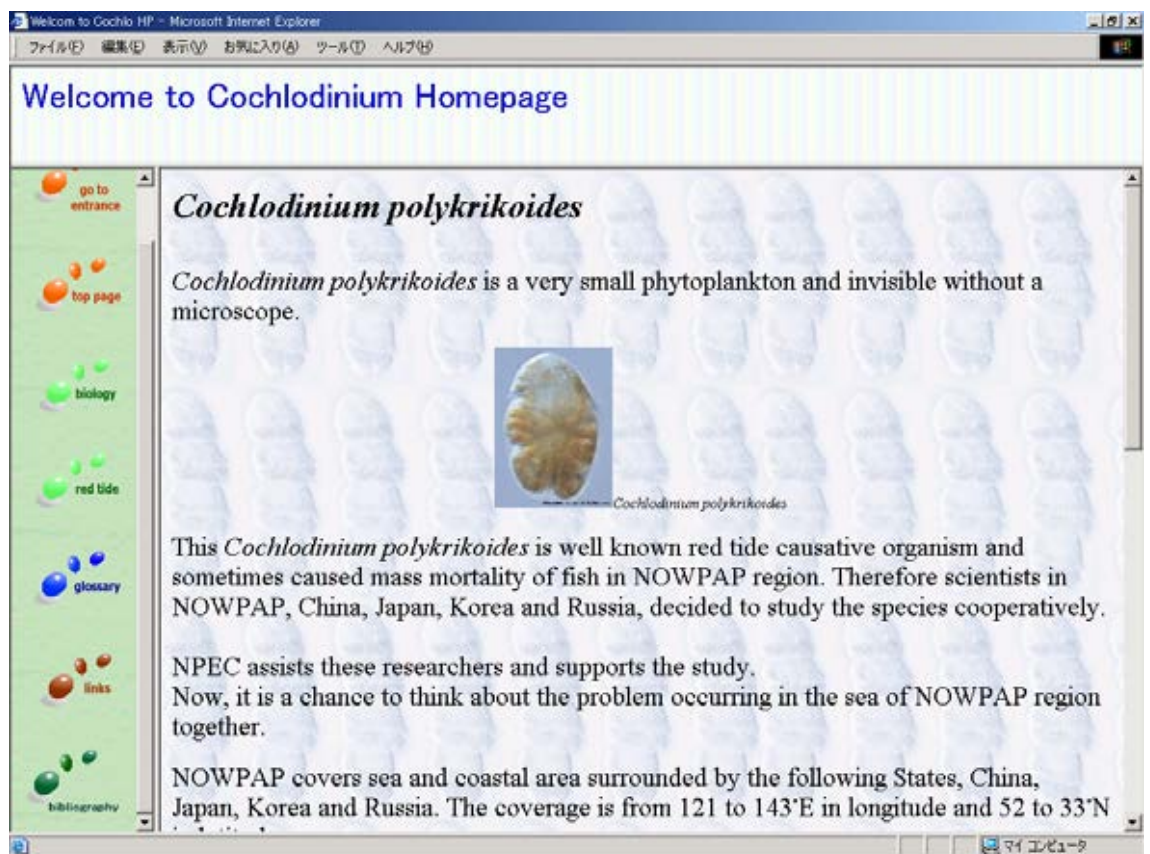 Welcom to Cochlo HP - Microsoft Internet Explorer
ファイル(F) 編集(E) 表示(V) お気に入り(A) ツール(T) ヘルプ(H)
Welcome to Cochlodinium Homepage
go to
entrance
top page
biology
red tide
glossary
links
bibliography
Cochlodinium polykrikoides
Cochlodinium polykrikoides is a very small phytoplankton and invisible without a
microscope.
Cochlodinium polykrikoides
This Cochlodinium polykrikoides is well known red tide causative organism and
sometimes caused mass mortality of fish in NOWPAP region. Therefore scientists in
NOWPAP, China, Japan, Korea and Russia, decided to study the species cooperatively.
NPEC assists these researchers and supports the study.
Now, it is a chance to think about the problem occurring in the sea of NOWPAP region
together.
NOWPAP covers sea and coastal area surrounded by the following States, China,
Japan, Korea and Russia. The coverage is from 121 to 143°E in longitude and 52 to 33°N
マイ コンピュータ